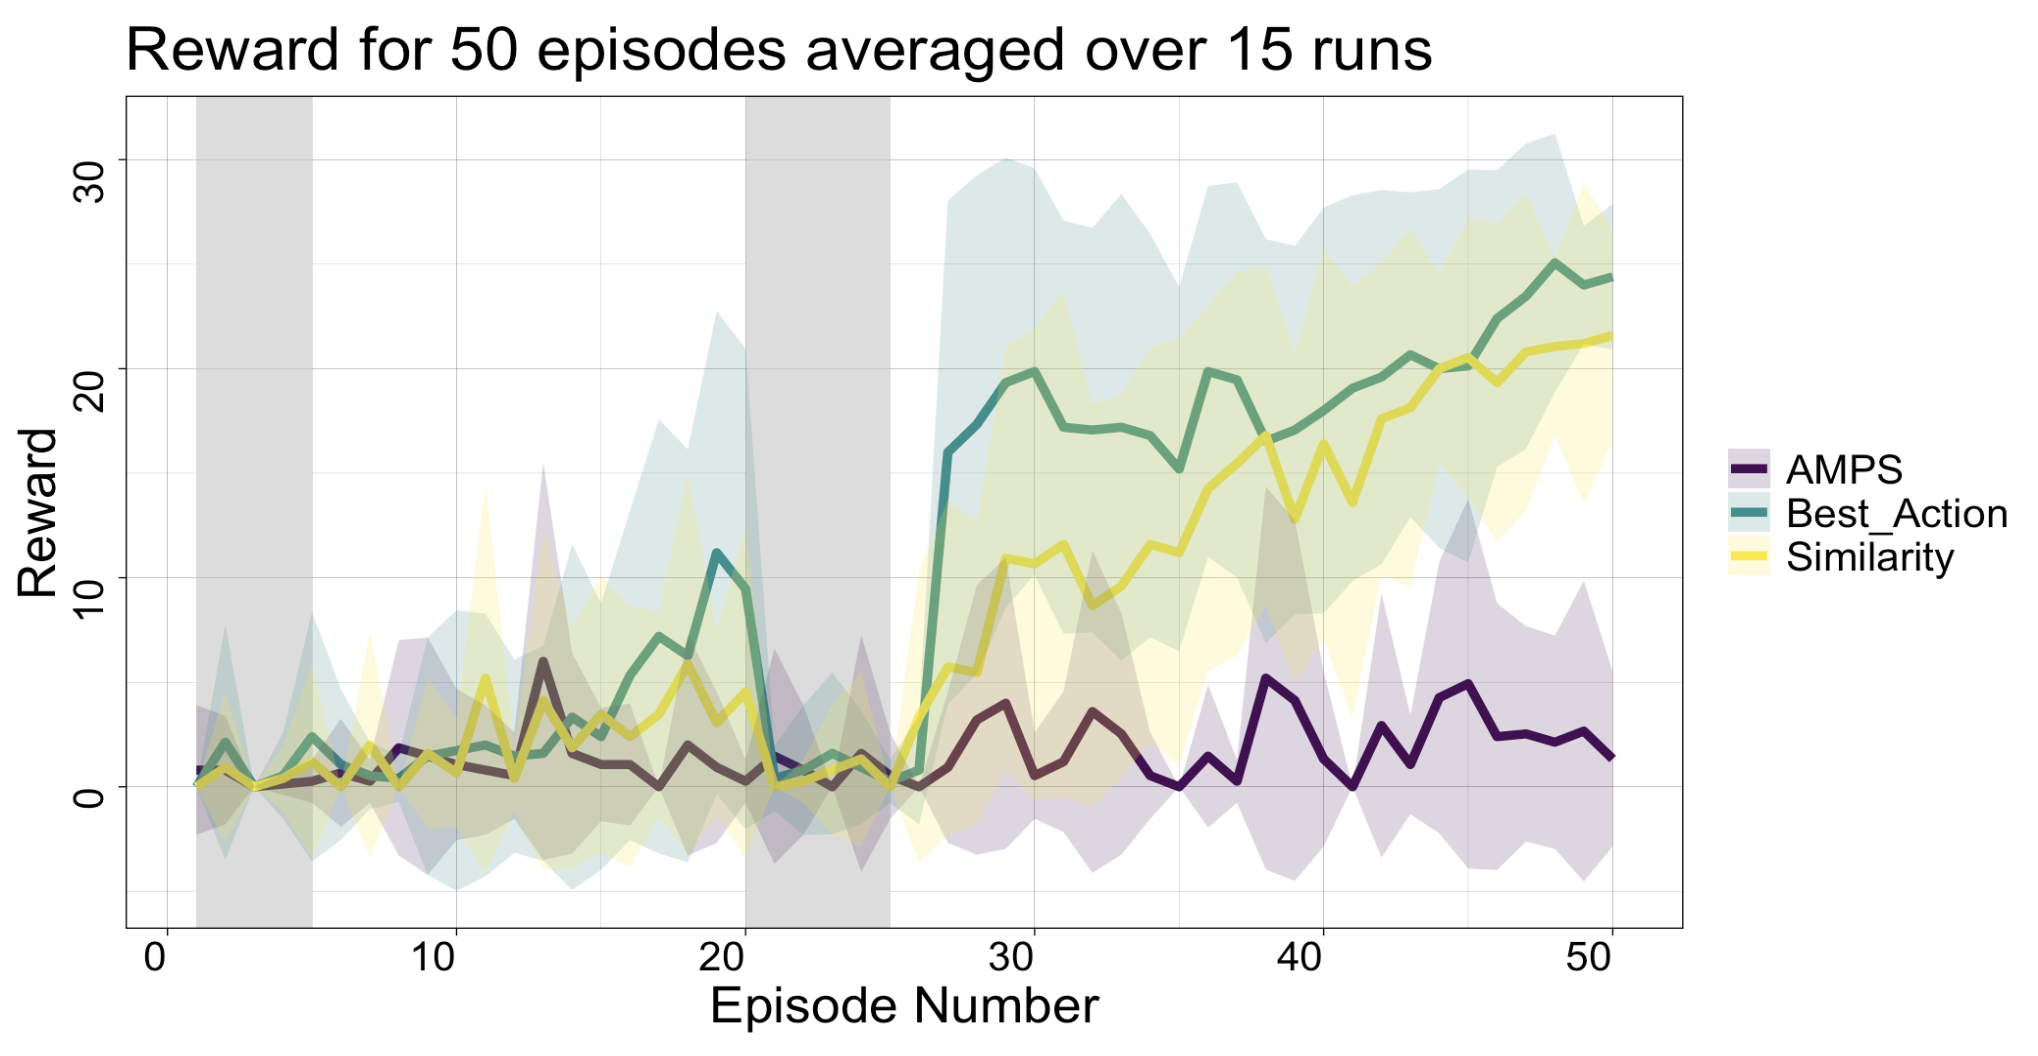 Reward for 50 episodes averaged over 15 runs
30
20
10
0
Reward
0 10 20 30 40 50
Episode Number
AMPS
Best_Action
Similarity